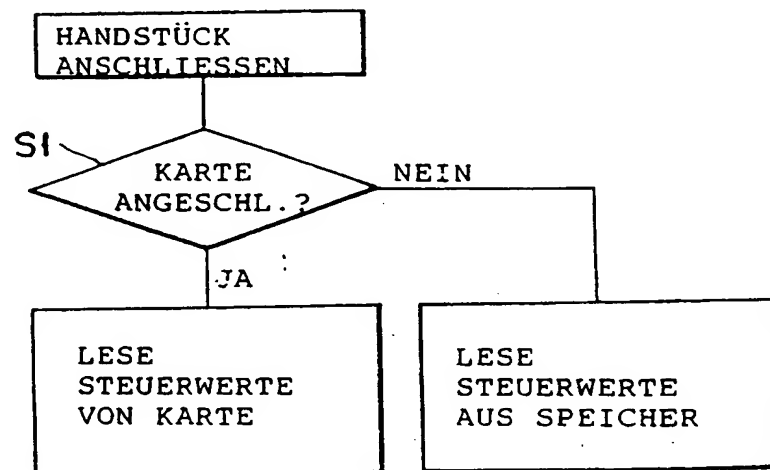 HANDSTÜCK
ANSCHLIESSEN
S1
KARTE
ANGESCHL.?
NEIN
JA
LESE
STEUERWERTE
VON KARTE
LESE
STEUERWERTE
AUS SPEICHER